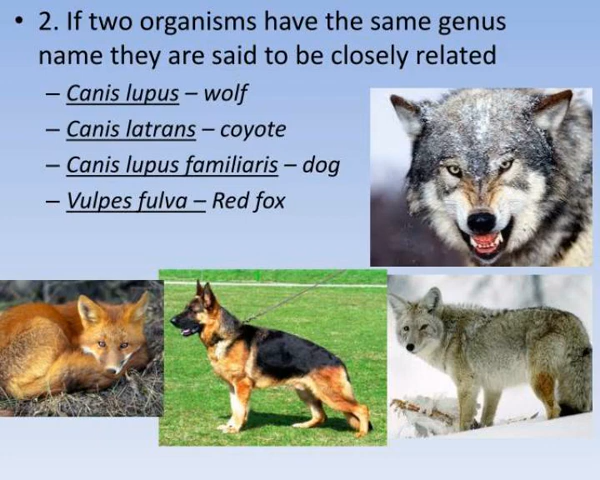 • 2. If two organisms have the same genus
name they are said to be closely related
– Canis lupus – wolf
– Canis latrans – coyote
– Canis lupus familiaris – dog
– Vulpes fulva – Red fox